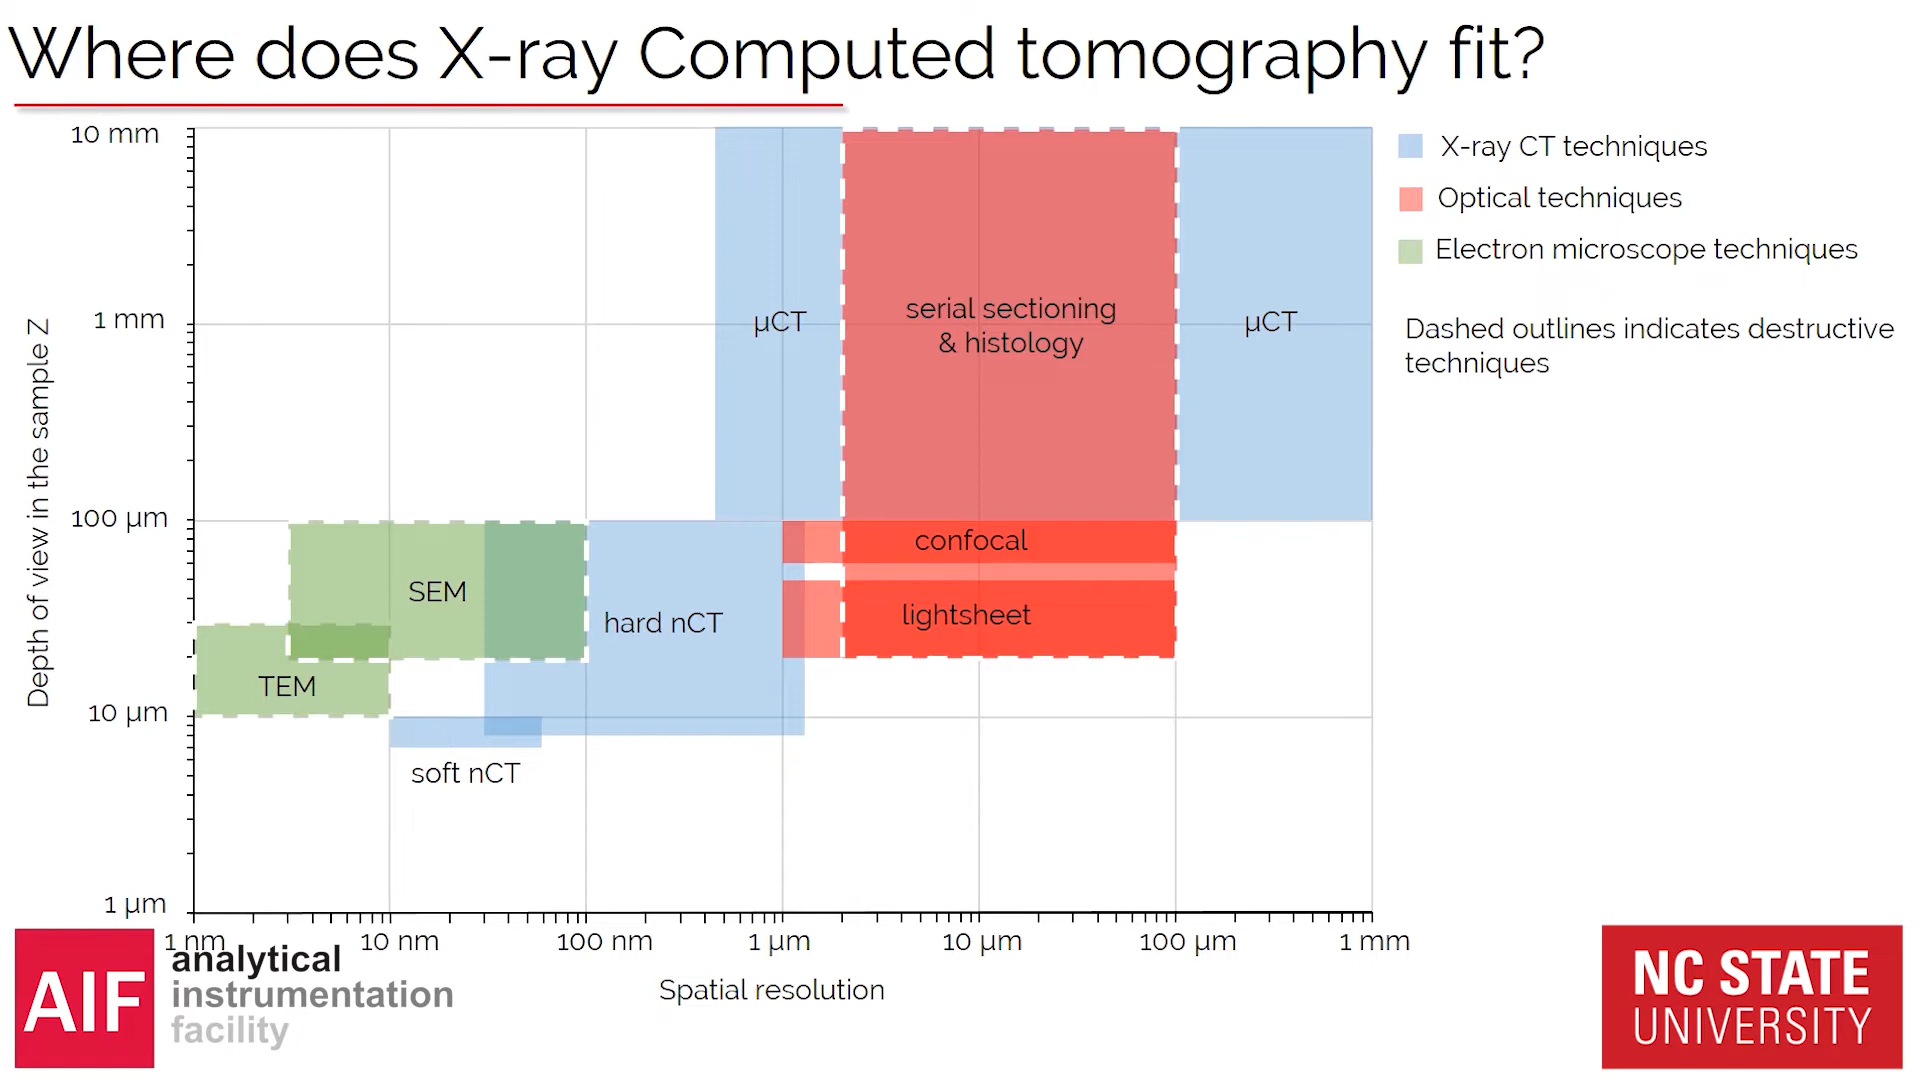 Where does X-ray Computed tomography fit?
10 mm
1 mm
100 µm
10 µm
1 µm
Depth of view in the sample Z
µCT
serial sectioning
& histology
µCT
confocal
lightsheet
SEM
hard nCT
TEM
soft nCT
1 nm
10 nm
100 nm
1 µm
10 µm
100 µm
1 mm
Spatial resolution
X-ray CT techniques
Optical techniques
Electron microscope techniques
Dashed outlines indicates destructive
techniques
AIF
analytical
instrumentation
facility
NC STATE
UNIVERSITY